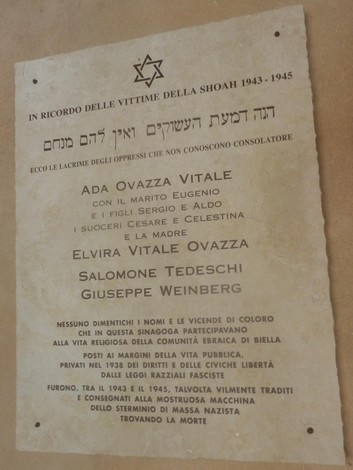 IN RICORDO DELLE VITTIME DELLA SHOAH 1943 - 1945
הנה דמעת העשוקים ואין להם מנחם
ECCO LE LACRIME DEGLI OPPRESSI CHE NON CONOSCONO CONSOLATORE
ADA OVAZZA VITALE
CON IL MARITO EUGENIO
E I FIGLI SERGIO E ALDO
I SUOCERI CESARE E CELESTINA
E LA MADRE
ELVIRA VITALE OVAZZA
SALOMONE TEDESCHI
GIUSEPPE WEINBERG
NESSUNO DIMENTICHI I NOMI E LE VICENDE DI COLORO
CHE IN QUESTA SINAGOGA PARTECIPAVANO
ALLA VITA RELIGIOSA DELLA COMUNITÀ EBRAICA DI BIELLA
POSTI AI MARGINI DELLA VITA PUBBLICA,
PRIVATI NEL 1938 DEI DIRITTI E DELLE CIVICHE LIBERTÀ
DALLE LEGGI RAZZIALI FASCISTE
FURONO, TRA IL 1943 E IL 1945, TALVOLTA VILMENTE TRADITI
E CONSEGNATI ALLA MOSTRUOSA MACCHINA
DELLO STERMINIO DI MASSA NAZISTA
TROVANDO LA MORTE